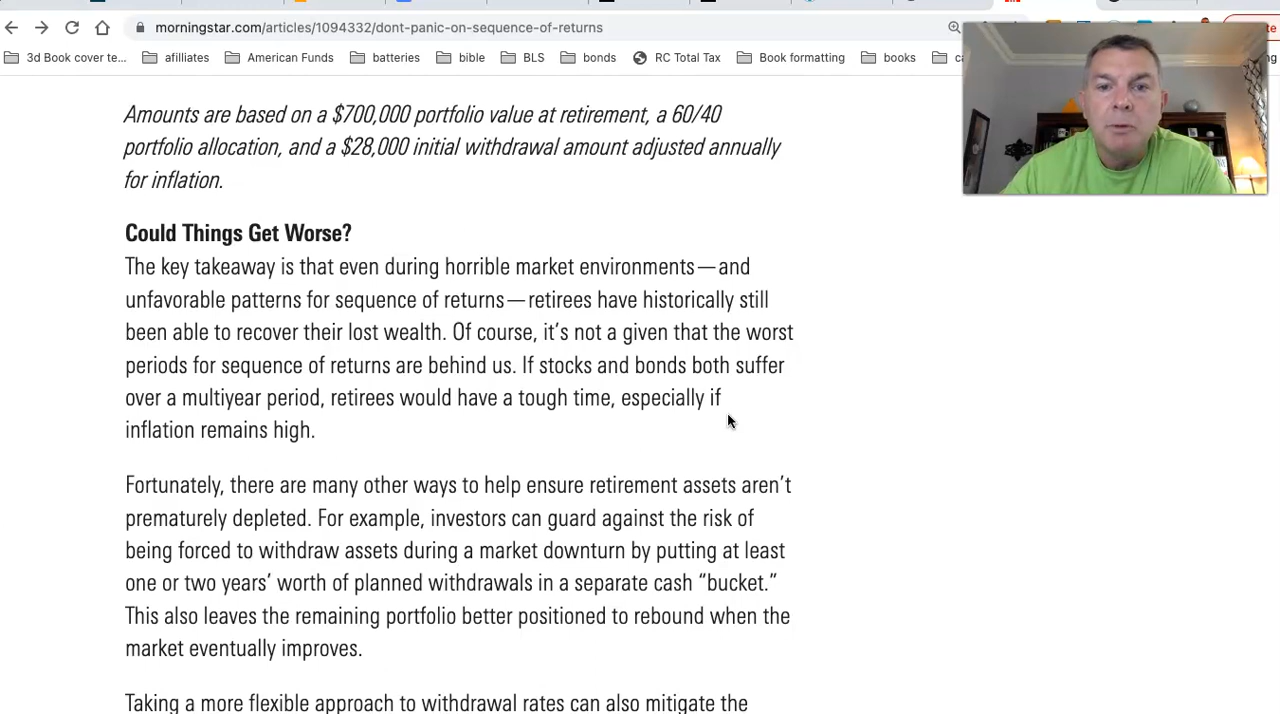 morningstar.com/articles/1094332/dont-panic-on-sequence-of-returns
3d Book cover te... afilliates American Funds batteries bible BLS bonds RC Total Tax Book formatting books
Amounts are based on a $700,000 portfolio value at retirement, a 60/40
portfolio allocation, and a $28,000 initial withdrawal amount adjusted annually
for inflation.
Could Things Get Worse?
The key takeaway is that even during horrible market environments—and
unfavorable patterns for sequence of returns—retirees have historically still
been able to recover their lost wealth. Of course, it’s not a given that the worst
periods for sequence of returns are behind us. If stocks and bonds both suffer
over a multiyear period, retirees would have a tough time, especially if
inflation remains high.
Fortunately, there are many other ways to help ensure retirement assets aren’t
prematurely depleted. For example, investors can guard against the risk of
being forced to withdraw assets during a market downturn by putting at least
one or two years’ worth of planned withdrawals in a separate cash “bucket.”
This also leaves the remaining portfolio better positioned to rebound when the
market eventually improves.
Taking a more flexible approach to withdrawal rates can also mitigate the